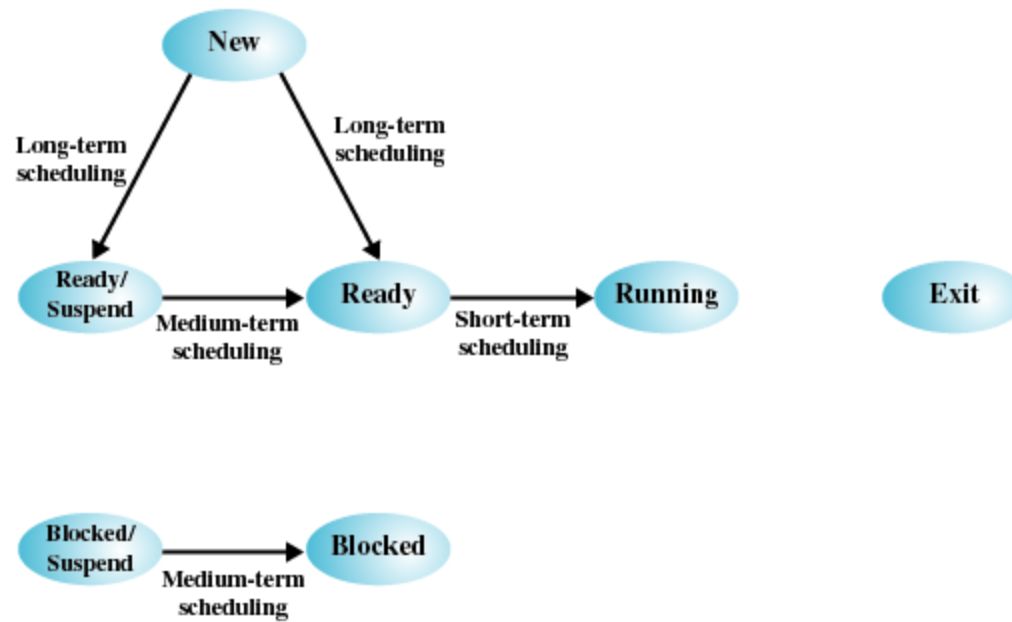 New
Long-term
scheduling
Long-term
scheduling
Ready/
Suspend
Medium-term
scheduling
Ready
Short-term
scheduling
Running
Exit
Blocked/
Suspend
Medium-term
scheduling
Blocked